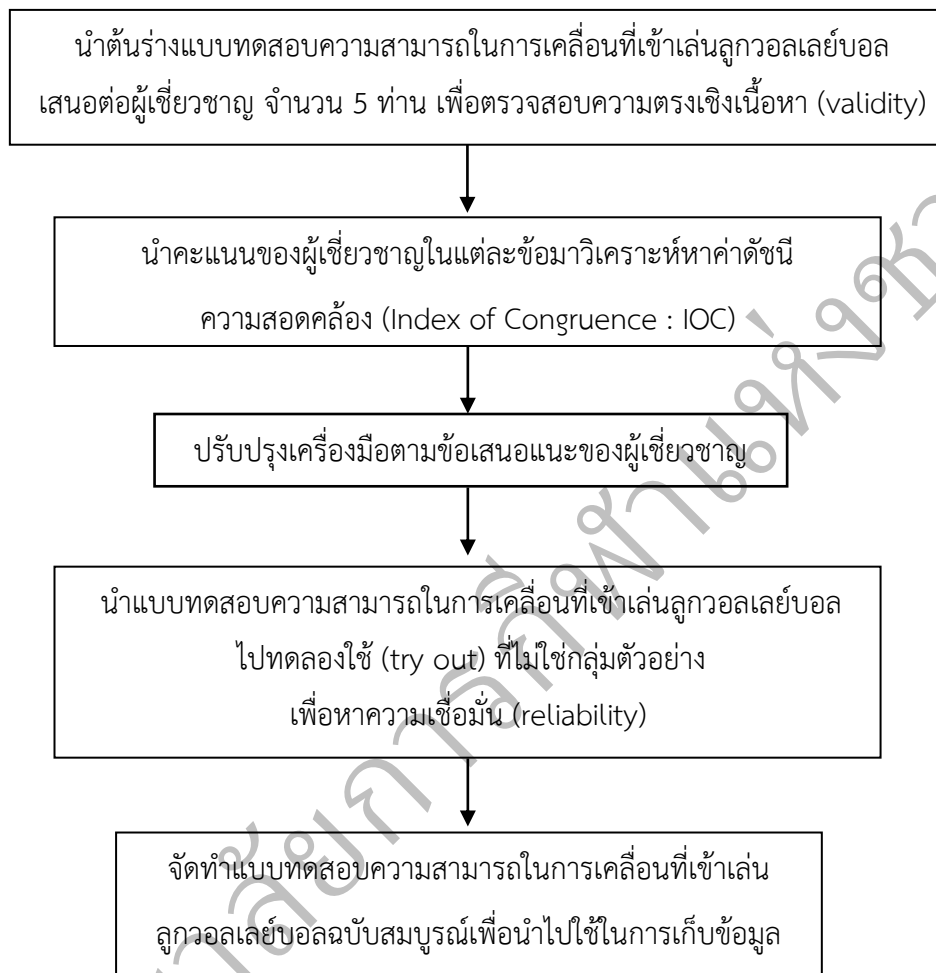 นำต้นร่างแบบทดสอบความสามารถในการเคลื่อนที่เข้าเล่นลูกวอลเลย์บอล
เสนอต่อผู้เชี่ยวชาญ จำนวน 5 ท่าน เพื่อตรวจสอบความตรงเชิงเนื้อหา (validity)
นำคะแนนของผู้เชี่ยวชาญในแต่ละข้อมาวิเคราะห์หาค่าดัชนี
ความสอดคล้อง (Index of Congruence : IOC)
ปรับปรุงเครื่องมือตามข้อเสนอแนะของผู้เชี่ยวชาญ
นำแบบทดสอบความสามารถในการเคลื่อนที่เข้าเล่นลูกวอลเลย์บอล
ไปทดลองใช้ (try out) ที่ไม่ใช่กลุ่มตัวอย่าง
เพื่อหาความเชื่อมั่น (reliability)
จัดทำแบบทดสอบความสามารถในการเคลื่อนที่เข้าเล่น
ลูกวอลเลย์บอลฉบับสมบูรณ์เพื่อนำไปใช้ในการเก็บข้อมูล